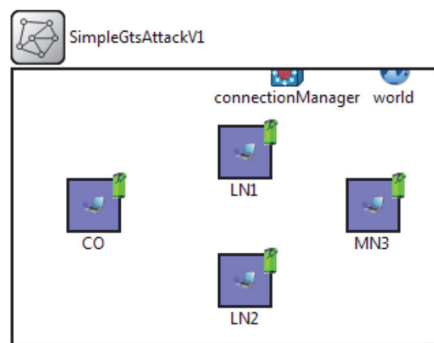 SimpleGtsAttackV1
connectionManager world
LN1
CO
MN3
LN2